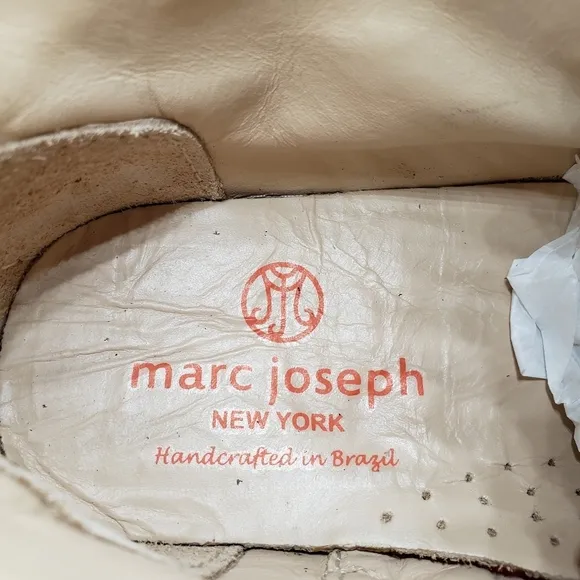 marc joseph
NEW YORK
Handcrafted in Brazil